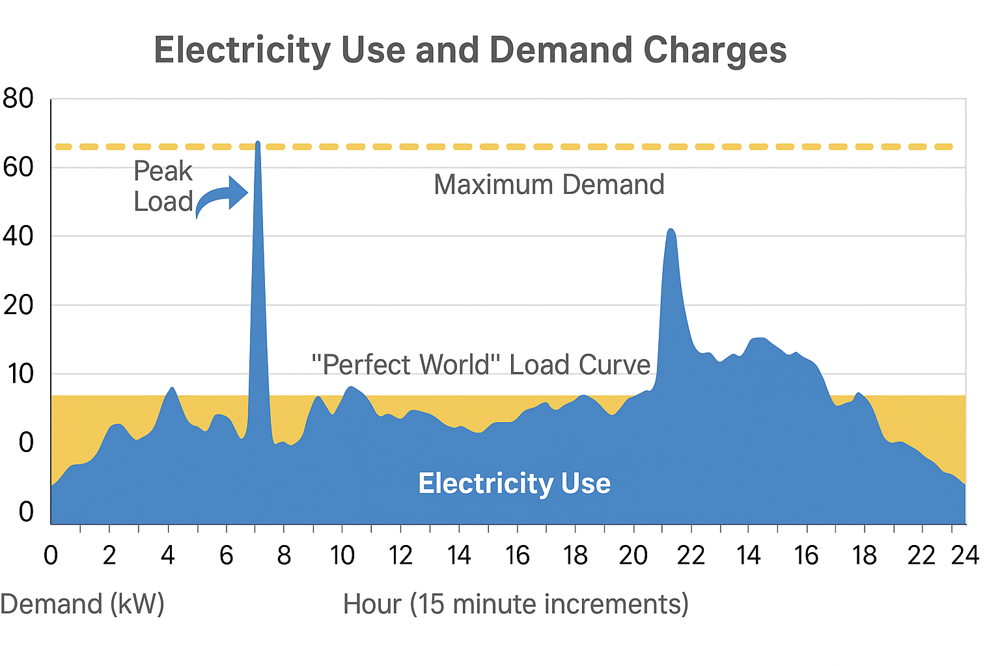 Electricity Use and Demand Charges
80
60
40
20
10
0
0
Peak
Load
Maximum Demand
"Perfect World" Load Curve
Electricity Use
0 2 4 6 8 10 12 14 16 18 20 22 14 16 18 22 24
Demand (kW)
Hour (15 minute increments)